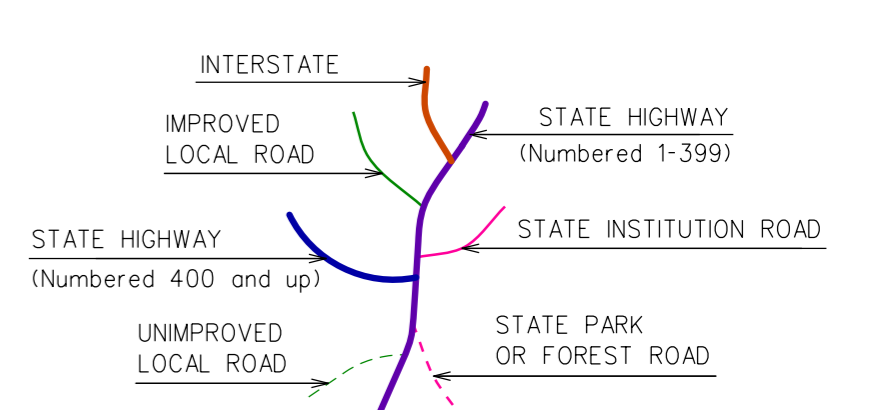 INTERSTATE
STATE HIGHWAY
(Numbered 1-399)
IMPROVED
LOCAL ROAD
STATE INSTITUTION ROAD
STATE HIGHWAY
(Numbered 400 and up)
UNIMPROVED
LOCAL ROAD
STATE PARK
OR FOREST ROAD